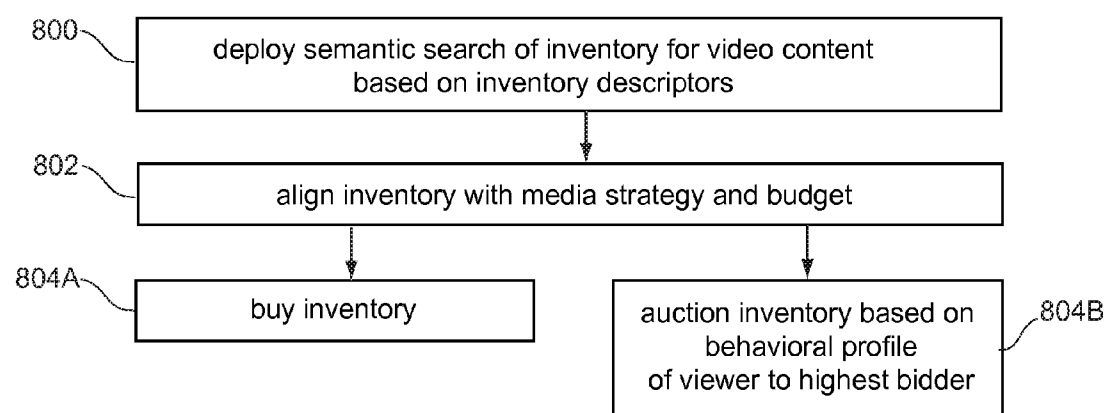 800
deploy semantic search of inventory for video content
based on inventory descriptors
802
align inventory with media strategy and budget
804A
buy inventory
auction inventory based on
behavioral profile
of viewer to highest bidder
804B